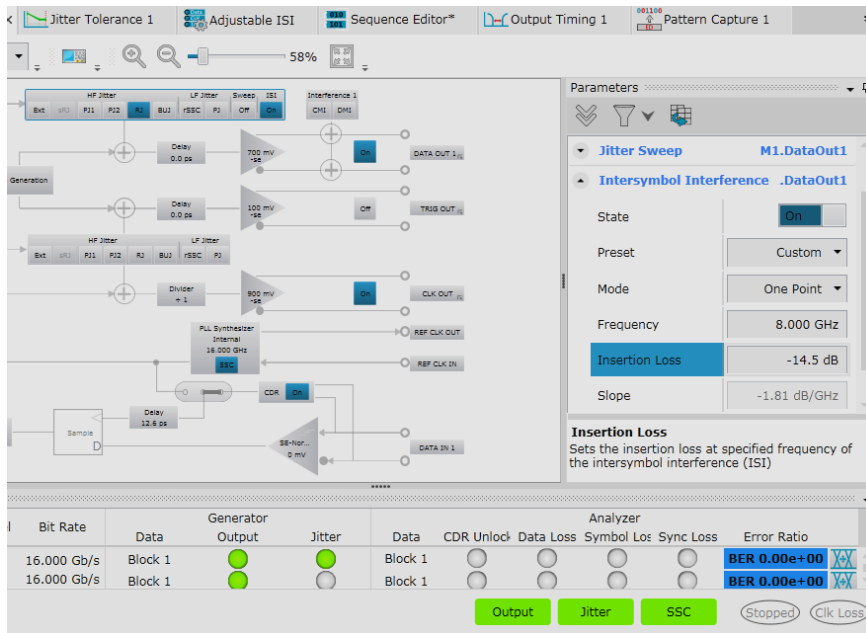 Jitter Tolerance 1 Adjustable ISI 010 101 Sequence Editor* Output Timing 1 001100 Pattern Capture 1
58%
Parameters
HF Jitter LF Jitter Sweep ISI Interference 1
Ext sRJ PJ1 PJ2 RJ BUJ rSSC PJ Off On CMI DMI
Jitter Sweep M1.DataOut1
Delay
0.0 ps
700 mV
-se
On
DATA OUT 1
Generation
Intersymbol Interference .DataOut1
State On
Delay
0.0 ps
100 mV
-se
Off
TRIG OUT
HF Jitter LF Jitter
Ext sRJ PJ1 PJ2 RJ BUJ rSSC PJ
Preset Custom
Mode One Point
Divider
÷ 1
900 mV
-se
On
CLK OUT
Frequency 8.000 GHz
PLL Synthesizer
Internal
16.000 GHz
SSC
REF CLK OUT
REF CLK IN
Insertion Loss -14.5 dB
CDR On
Slope -1.81 dB/GHz
Delay
12.6 ps
Sample
D
SE-Nor...
0 mV
DATA IN 1
Insertion Loss
Sets the insertion loss at specified frequency of
the intersymbol interference (ISI)
Generator Analyzer
Bit Rate Data Output Jitter Data CDR Unlock Data Loss Symbol Los Sync Loss Error Ratio
16.000 Gb/s Block 1 Block 1 BER 0.00e+00
16.000 Gb/s Block 1 Block 1 BER 0.00e+00
Output Jitter SSC Stopped Clk Loss